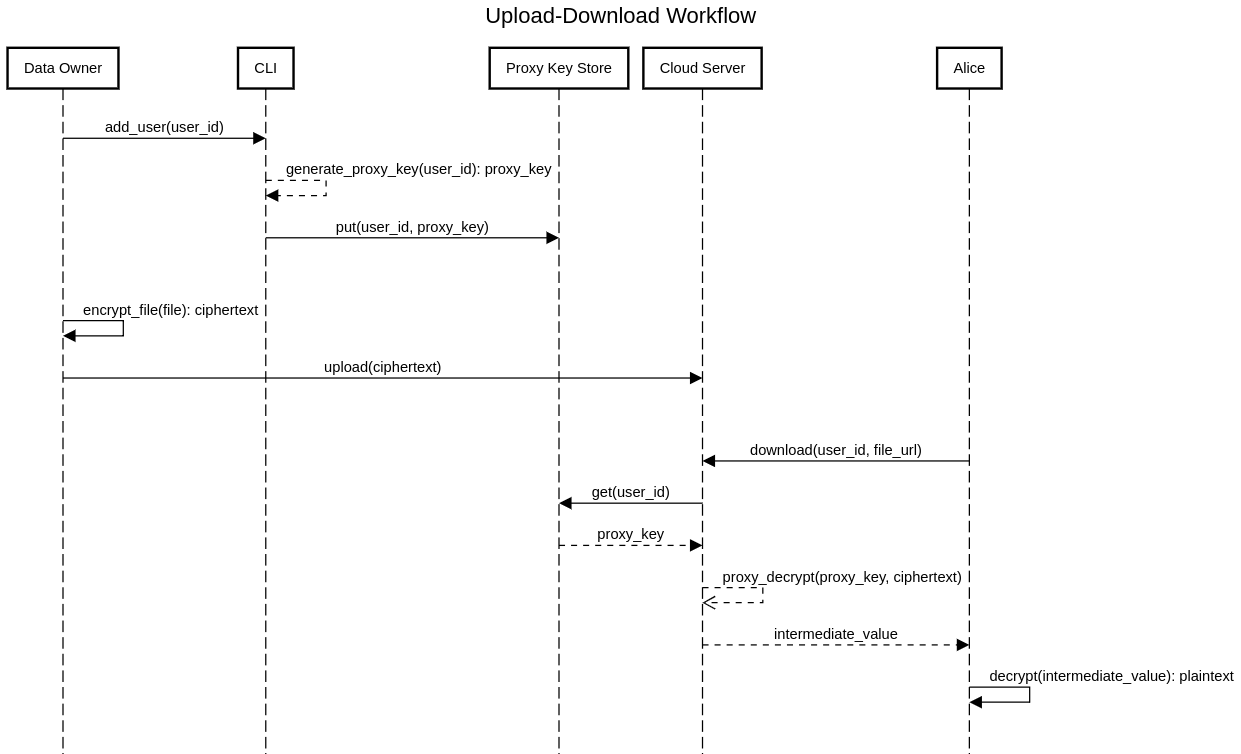 Upload-Download Workflow
Data Owner
CLI
Proxy Key Store
Cloud Server
Alice
add_user(user_id)
generate_proxy_key(user_id): proxy_key
put(user_id, proxy_key)
encrypt_file(file): ciphertext
upload(ciphertext)
download(user_id, file_url)
get(user_id)
proxy_key
proxy_decrypt(proxy_key, ciphertext)
intermediate_value
decrypt(intermediate_value): plaintext